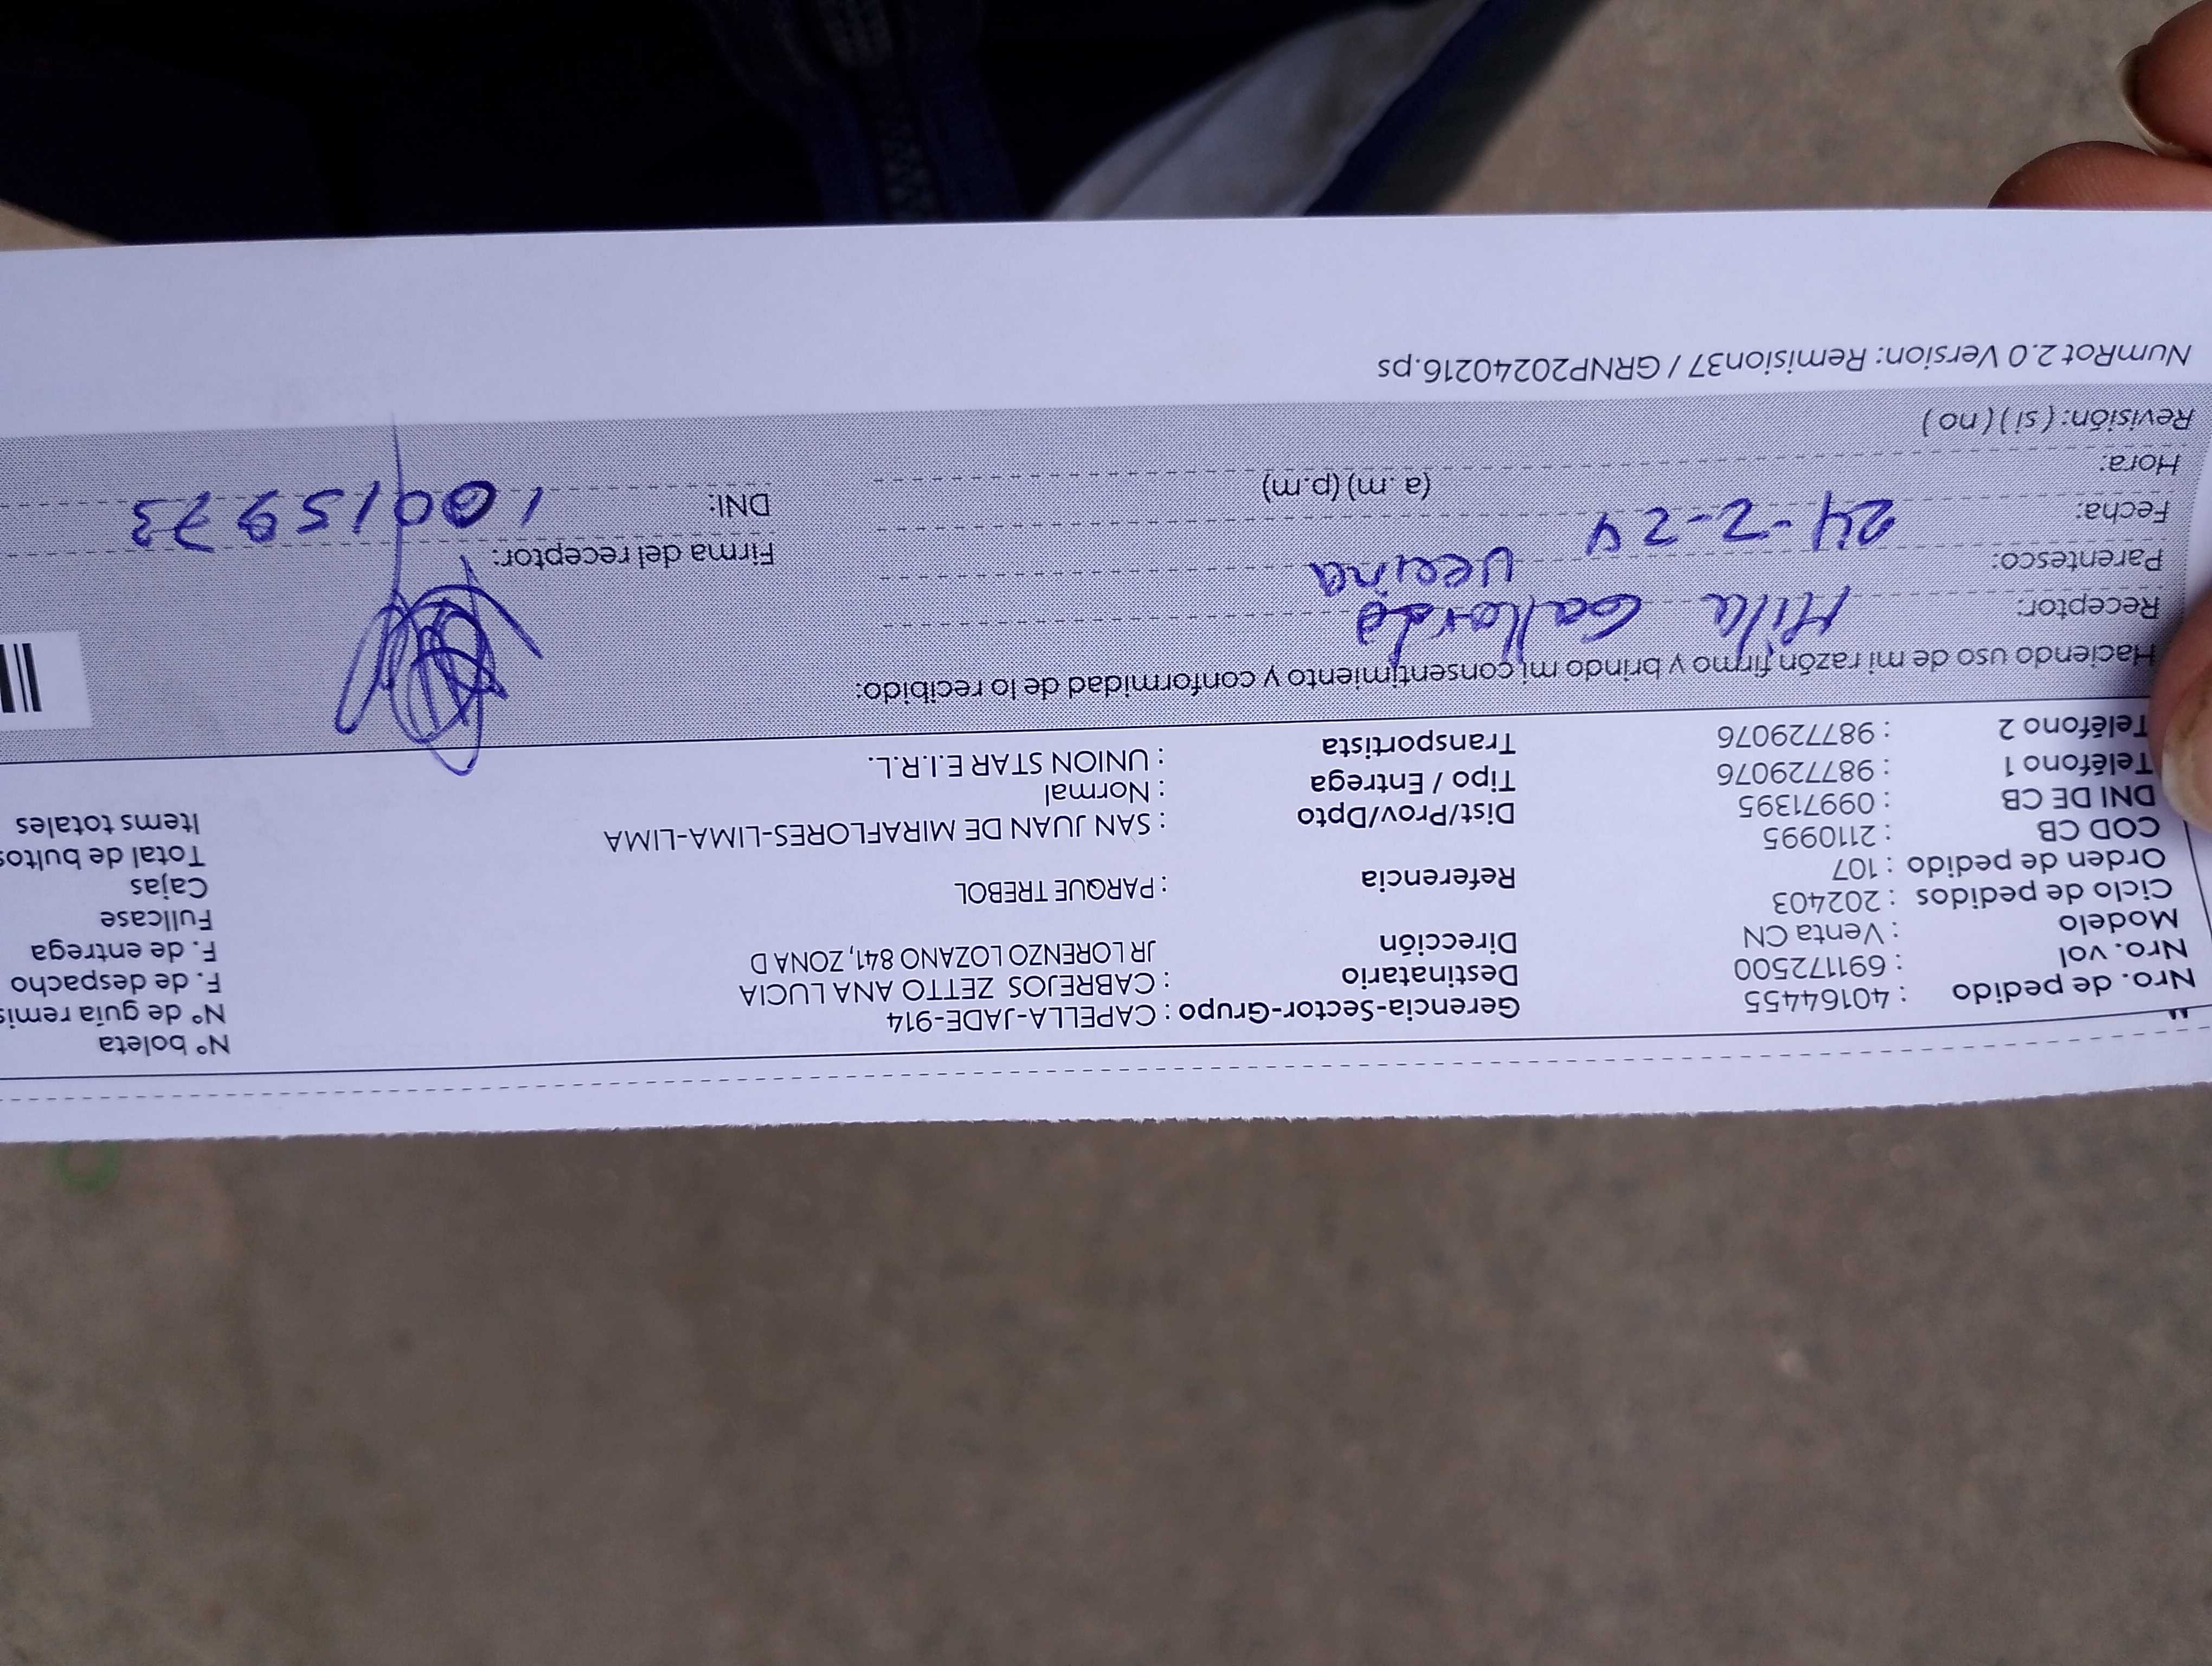 Nro. de pedido : 40164455 Gerencia-Sector-Grupo : CAPELLA-JADE-914 N° boleta
Nro. vol : 691172500 Destinatario : CABREJOS ZETTO ANA LUCIA N° de guía remis
Modelo : Venta CN Dirección JR LORENZO LOZANO 841, ZONA D F. de despacho
Ciclo de pedidos : 202403 F. de entrega
Orden de pedido : 107 Referencia : PARQUE TREBOL Fullcase
COD CB : 2110995 Cajas
DNI DE CB : 09971395 Dist/Prov/Dpto : SAN JUAN DE MIRAFLORES-LIMA-LIMA Total de bultos
Teléfono 1 : 987729076 Tipo / Entrega : Normal Items totales
Teléfono 2 : 987729076 Transportista : UNION STAR E.I.R.L.
Haciendo uso de mi razón firmo y brindo mi consentimiento y conformidad de lo recibido:
Receptor: Mila Gallardo
Parentesco: Vecina Firma del receptor:
Fecha: 24-2-24 DNI:
Hora: (a.m) (p.m)
Revisión: ( si ) ( no )
NumRot 2.0 Version: Remision37 / GRNP20240216.ps